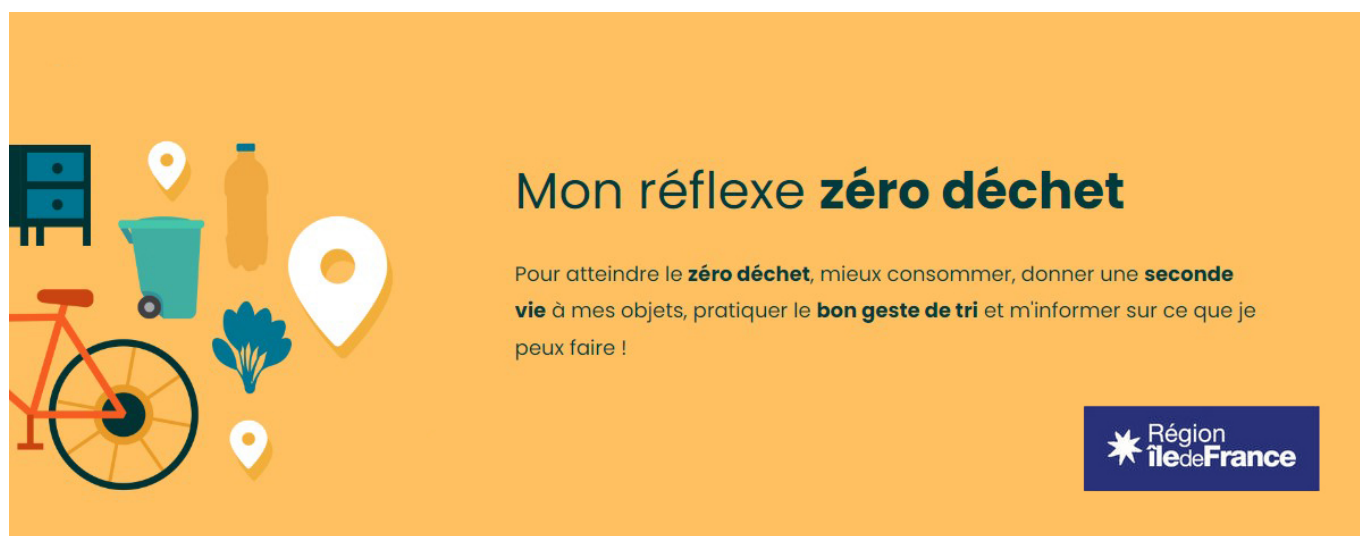 Mon réflexe zéro déchet
Pour atteindre le zéro déchet, mieux consommer, donner une seconde
vie à mes objets, pratiquer le bon geste de tri et m'informer sur ce que je
peux faire !
Région
îledeFrance